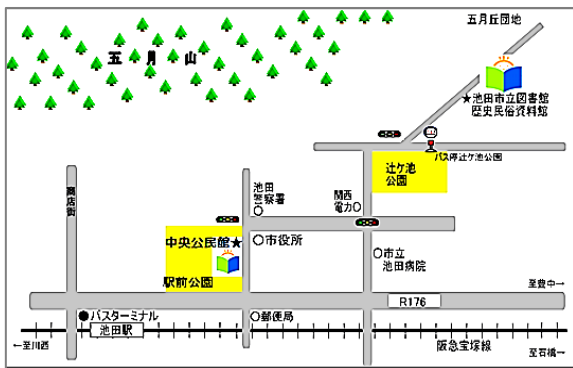 五月丘団地
五月山
★池田市立図書館
歴史民俗資料館
バス停辻ケ池公園
辻ケ池
公園
商店街
池田
警察署
関西
電力
市役所
中央公民館★
市立
池田病院
駅前公園
→至豊中→
R176
●バスターミナル
郵便局
池田駅
←至川西
阪急宝塚線
→至石橋→